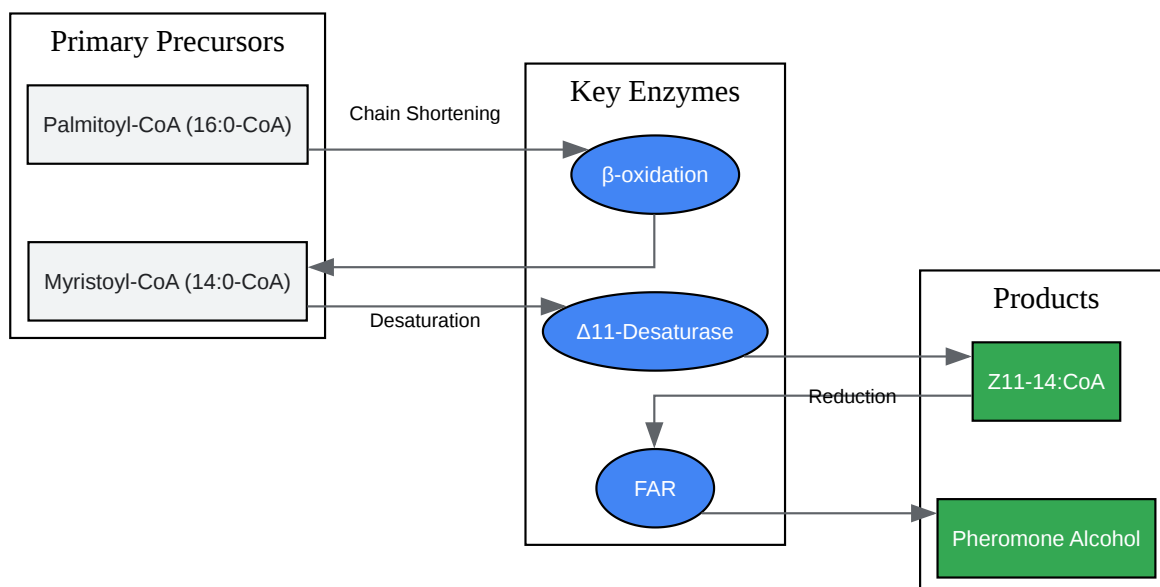 Primary Precursors
Palmitoyl-CoA (16:0-CoA)
Chain Shortening
Key Enzymes
β-oxidation
Myristoyl-CoA (14:0-CoA)
Desaturation
Δ11-Desaturase
Products
Z11-14:CoA
Reduction
FAR
Pheromone Alcohol